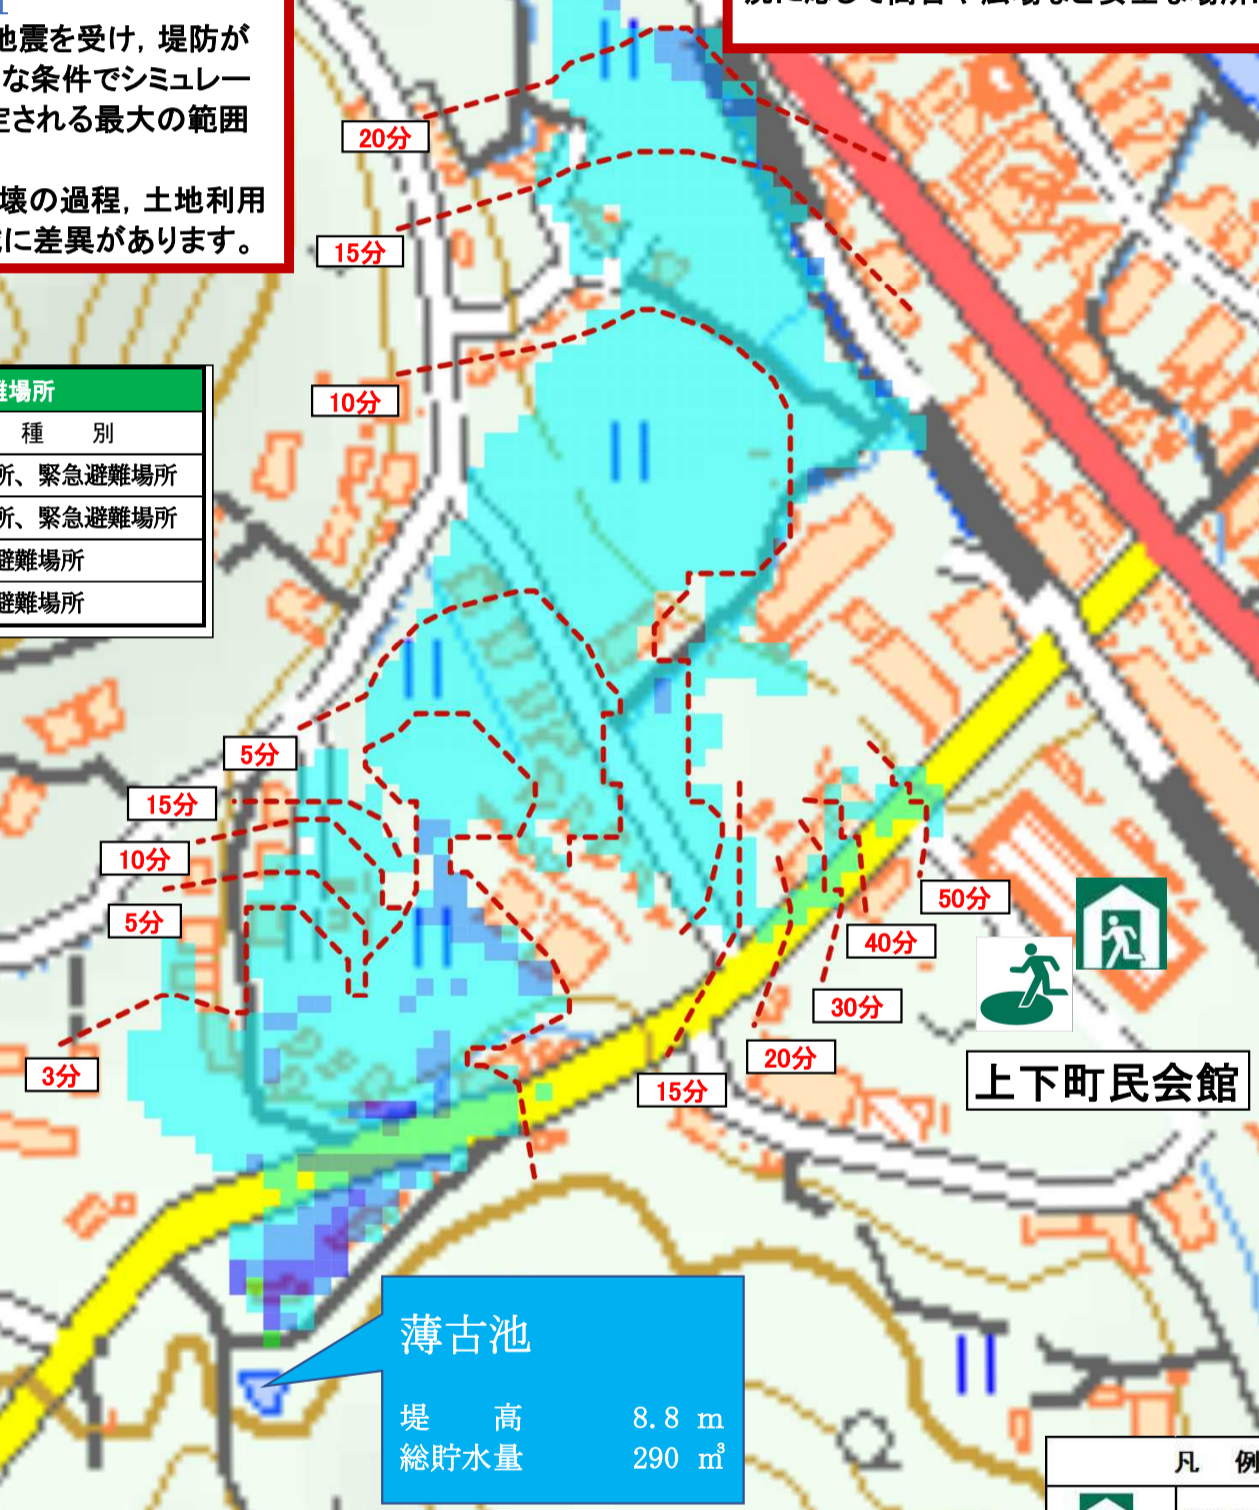 地震を受け，堤防が
な条件でシミュレー
定される最大の範囲
壊の過程，土地利用
に差異があります。
難場所
種 別
所、緊急避難場所
所、緊急避難場所
避難場所
避難場所
20分
15分
10分
5分
15分
10分
5分
3分
50分
40分
30分
20分
15分
上下町民会館
薄古池
堤 高 8.8 m
総貯水量 290 ㎥
凡 例